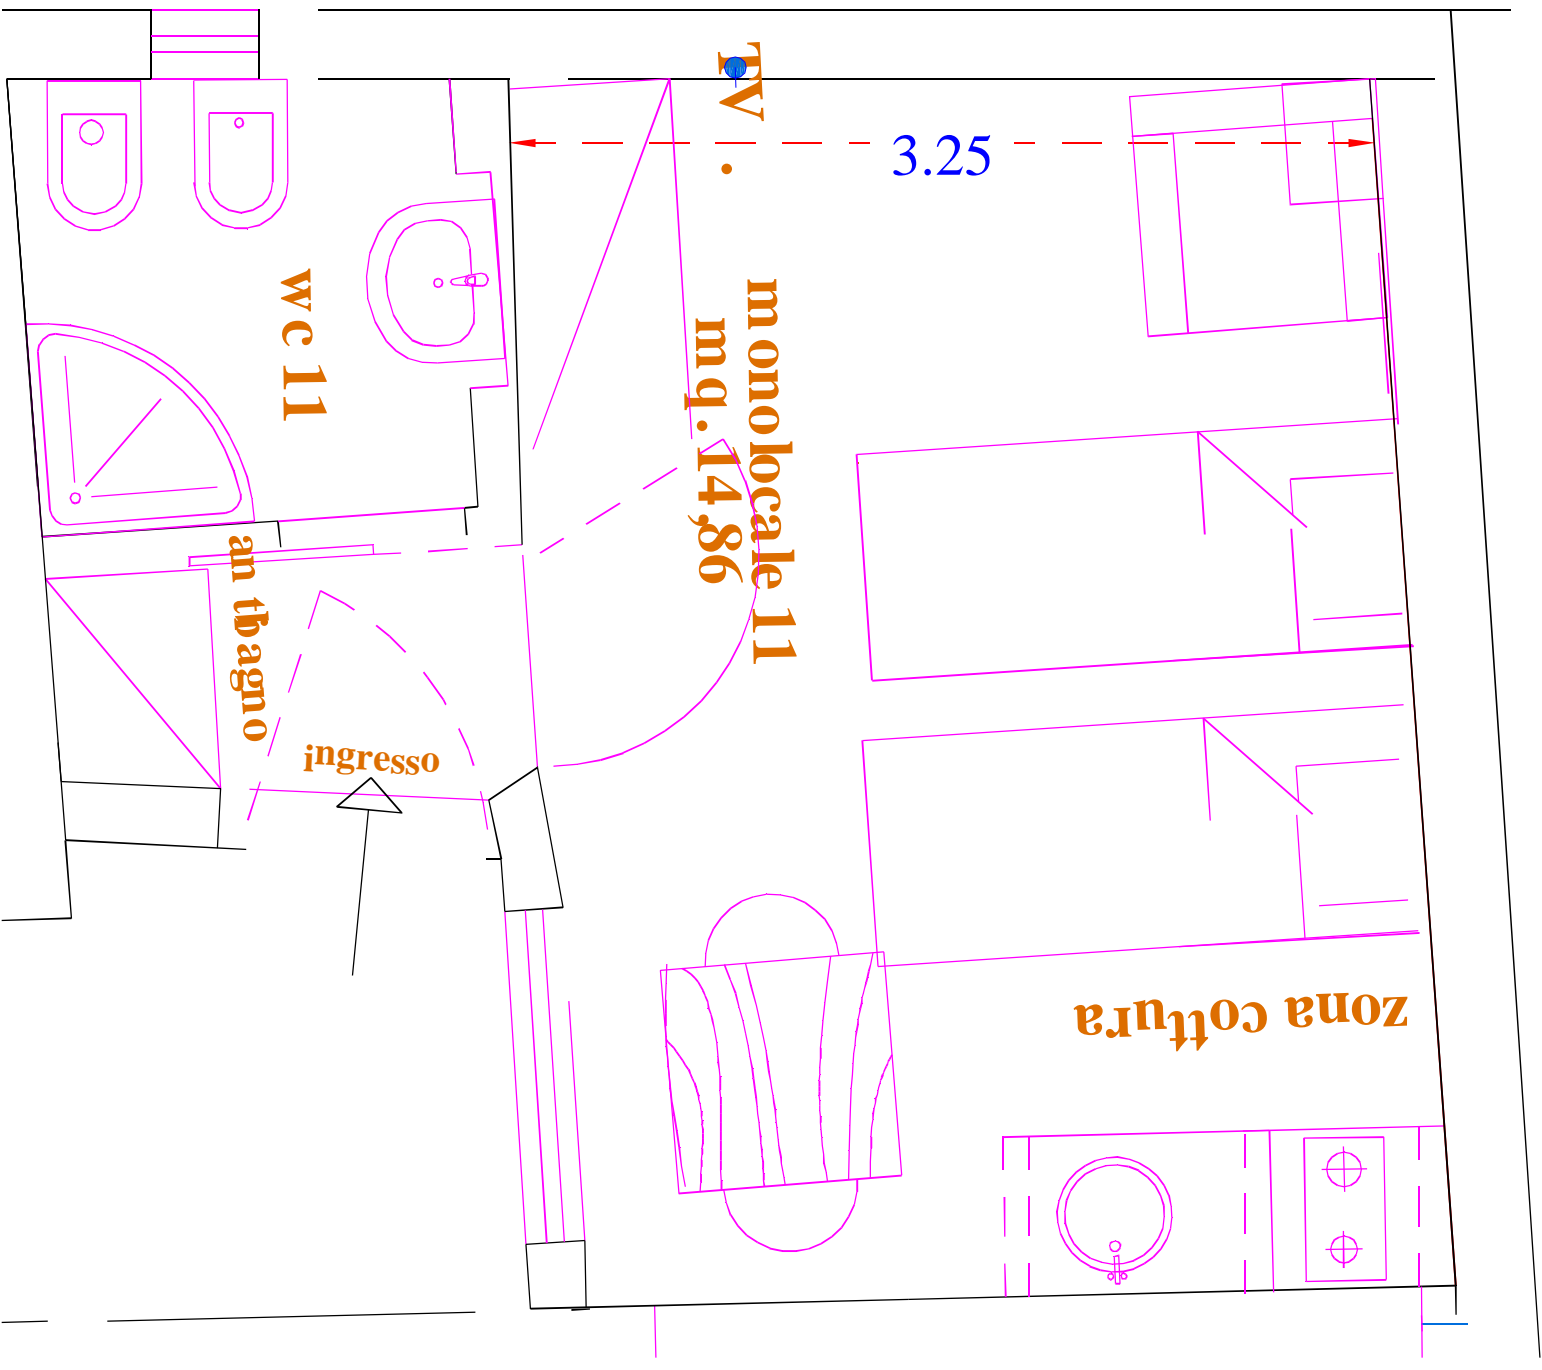 TV .
3.25
wc 11
monolocale 11
mq. 14,86
antibagno
ingresso
zona cottura